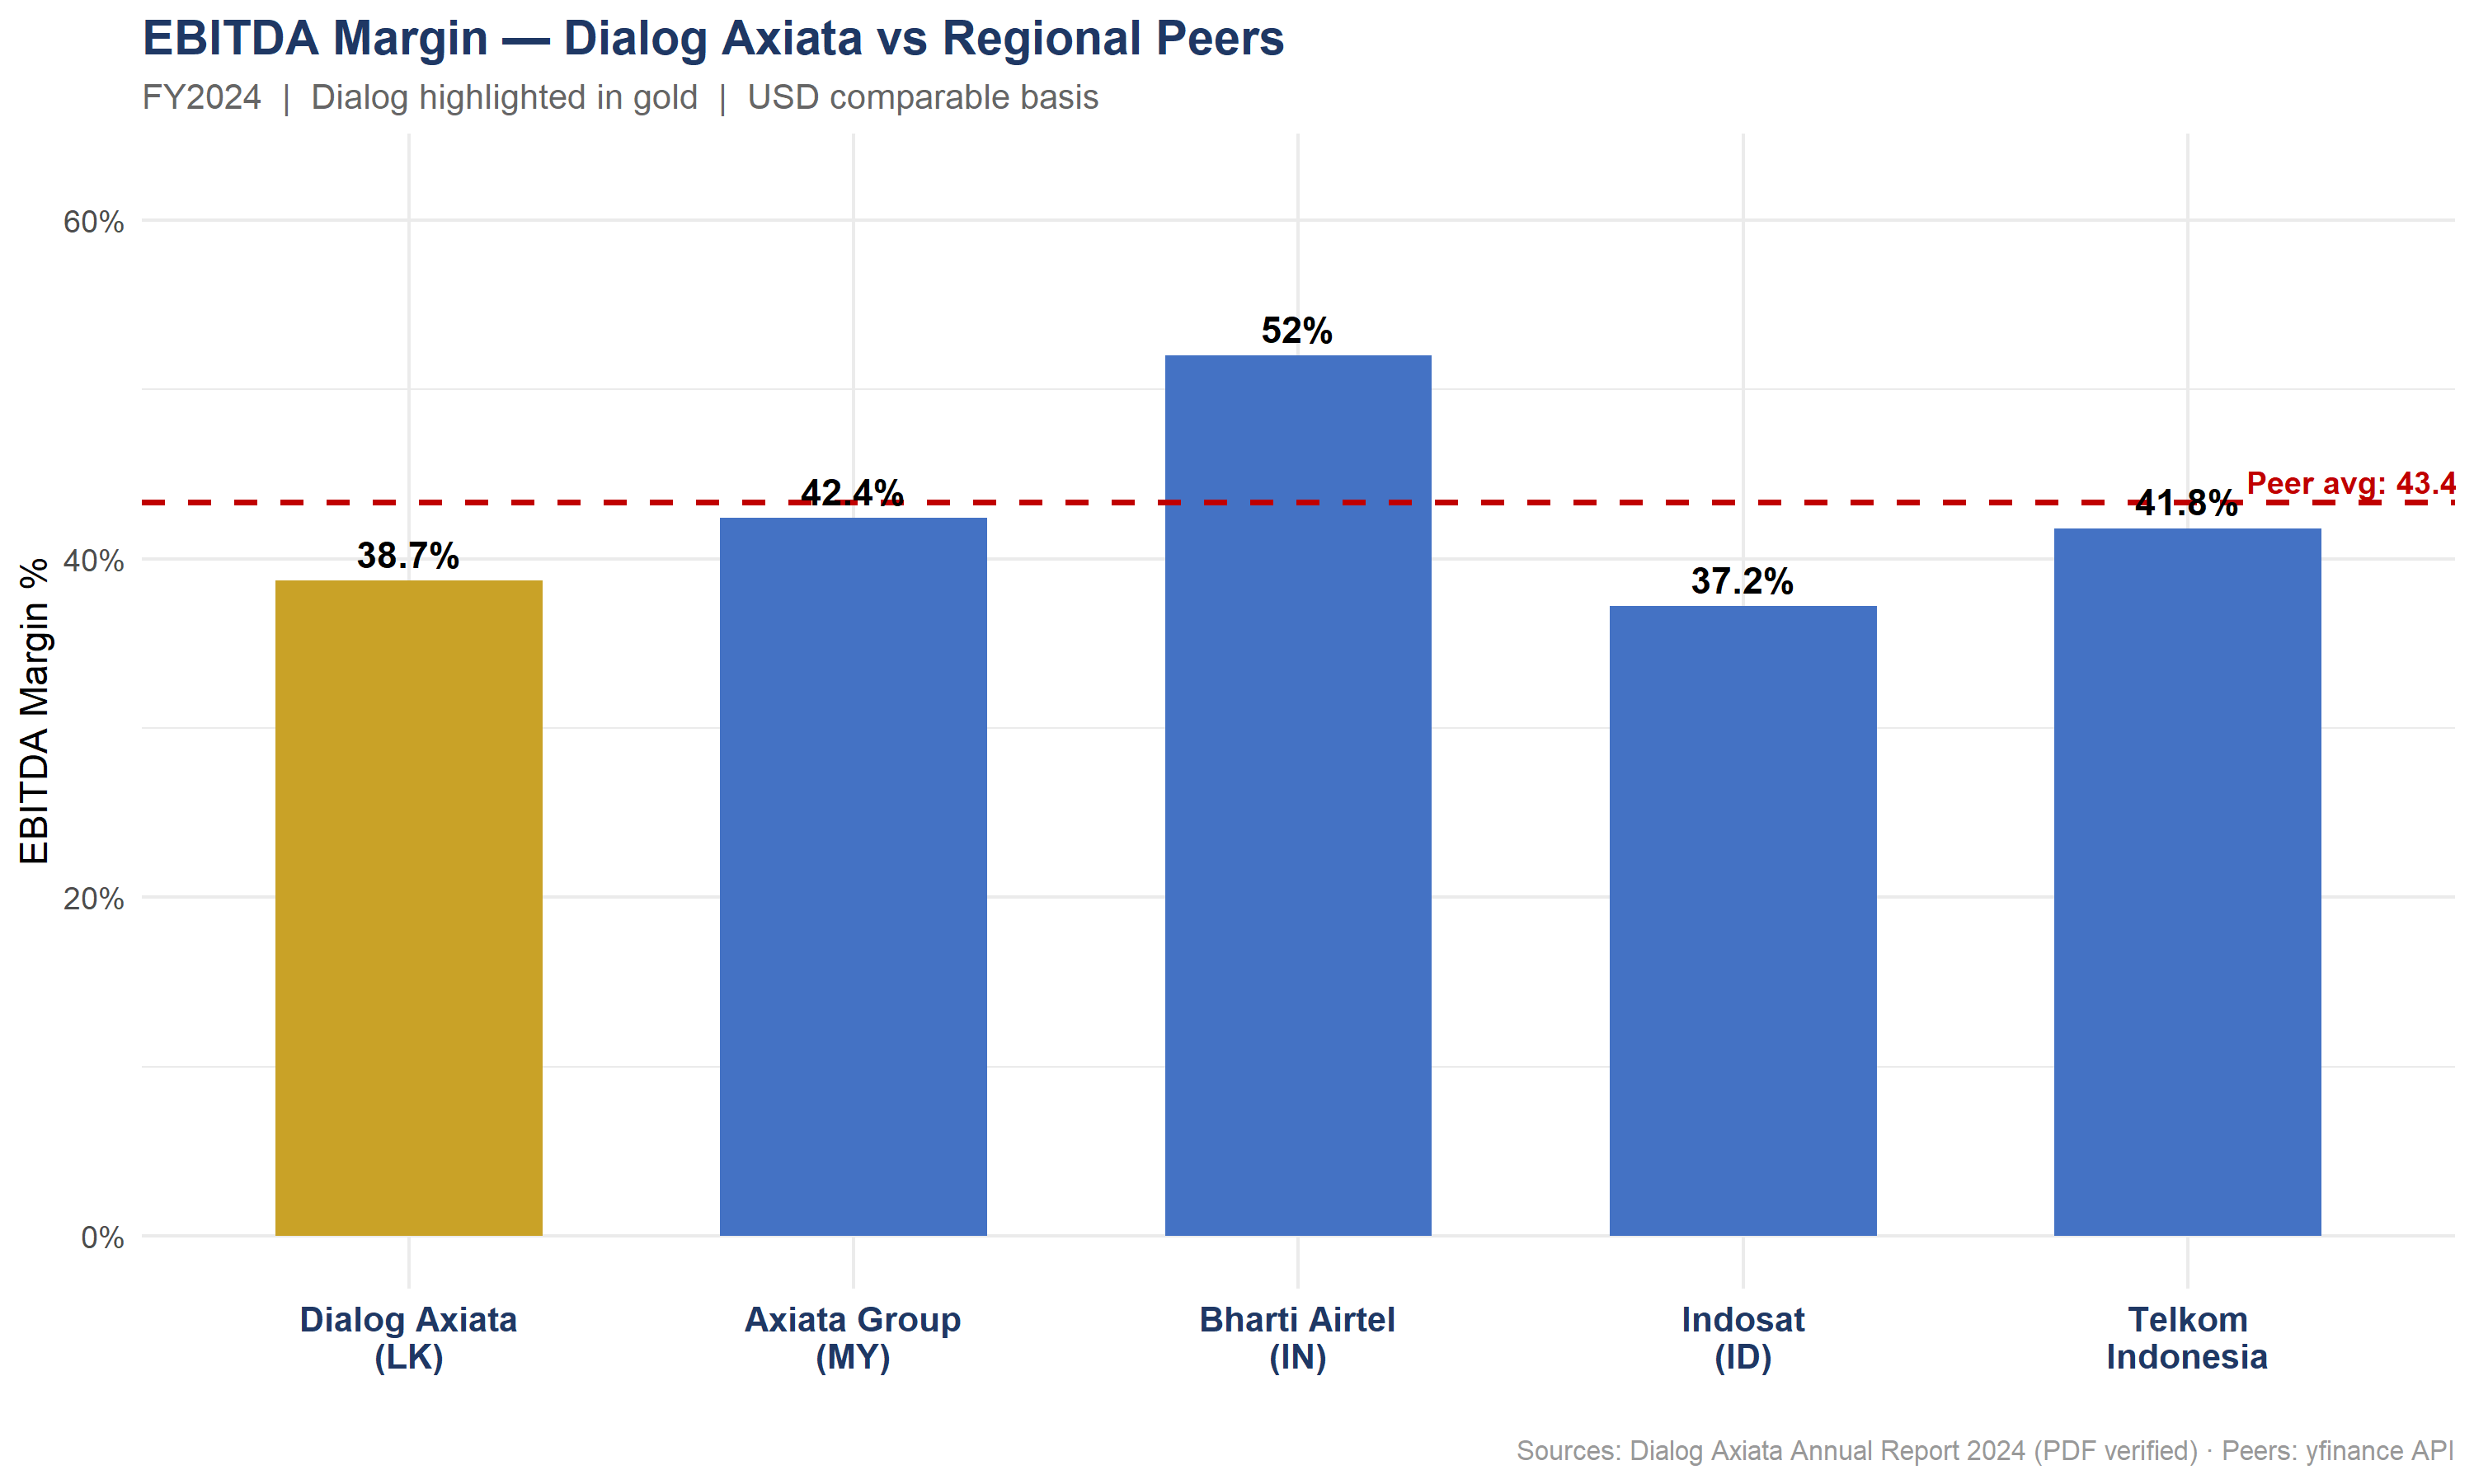 EBITDA Margin — Dialog Axiata vs Regional Peers
FY2024 | Dialog highlighted in gold | USD comparable basis
EBITDA Margin %
60%
40%
20%
0%
38.7%
42.4%
52%
37.2%
41.8%
Peer avg: 43.4
Dialog Axiata
(LK)
Axiata Group
(MY)
Bharti Airtel
(IN)
Indosat
(ID)
Telkom
Indonesia
Sources: Dialog Axiata Annual Report 2024 (PDF verified) · Peers: yfinance API